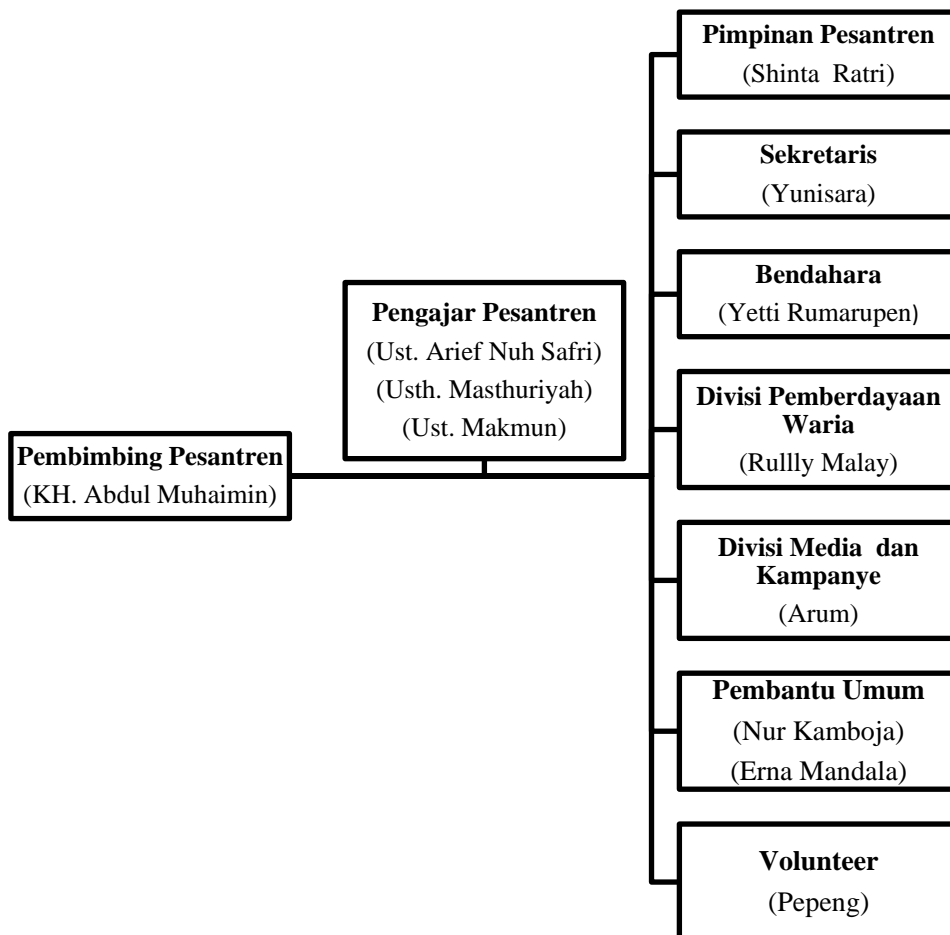 Pembimbing Pesantren
(KH. Abdul Muhaimin)
Pengajar Pesantren
(Ust. Arief Nuh Safri)
(Usth. Masthuriyah)
(Ust. Makmun)
Pimpinan Pesantren
(Shinta Ratri)
Sekretaris
(Yunisara)
Bendahara
(Yetti Rumarupen)
Divisi Pemberdayaan
Waria
(Rullly Malay)
Divisi Media dan
Kampanye
(Arum)
Pembantu Umum
(Nur Kamboja)
(Erna Mandala)
Volunteer
(Pepeng)